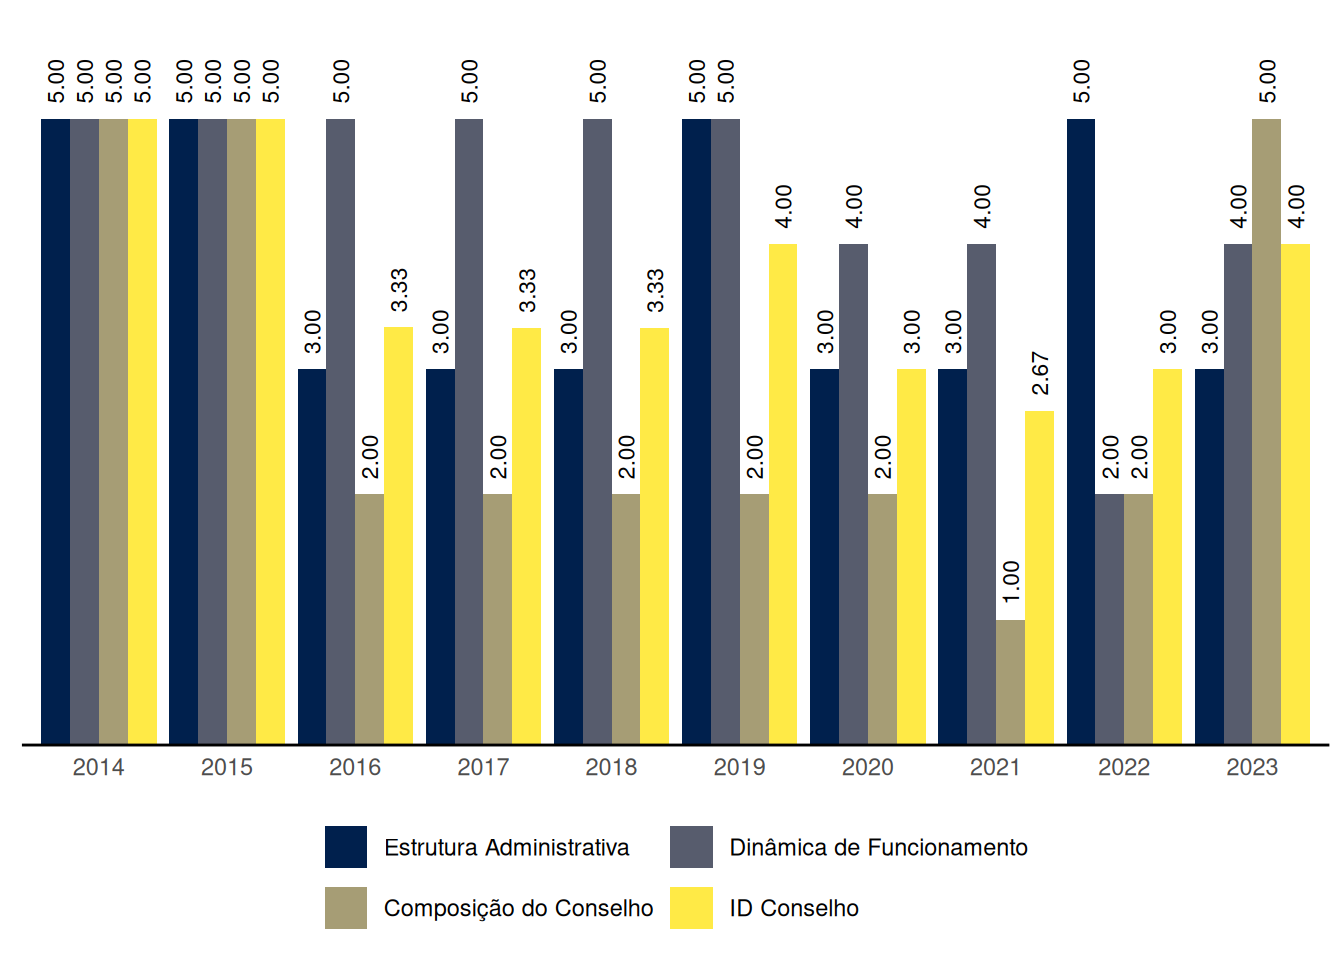 5.00 5.00 5.00 5.00 5.00 5.00 5.00 5.00 3.00 5.00 2.00 3.33 3.00 5.00 2.00 3.33 3.00 5.00 2.00 3.33 5.00 5.00 2.00 4.00 3.00 4.00 2.00 3.00 3.00 4.00 1.00 2.67 5.00 2.00 2.00 3.00 3.00 4.00 5.00 4.00
2014 2015 2016 2017 2018 2019 2020 2021 2022 2023
Estrutura Administrativa Dinâmica de Funcionamento
Composição do Conselho ID Conselho